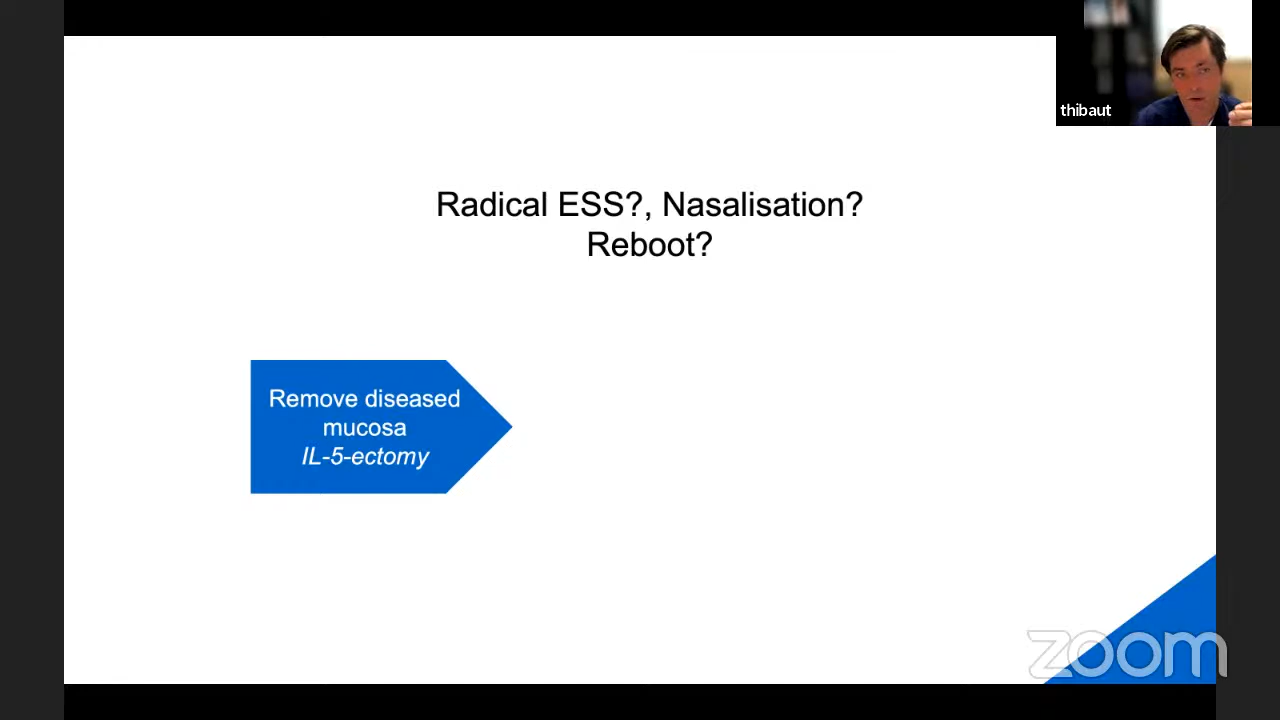 thibaut
Radical ESS?, Nasalisation?
Reboot?
Remove diseased
mucosa
IL-5-ectomy
zoom